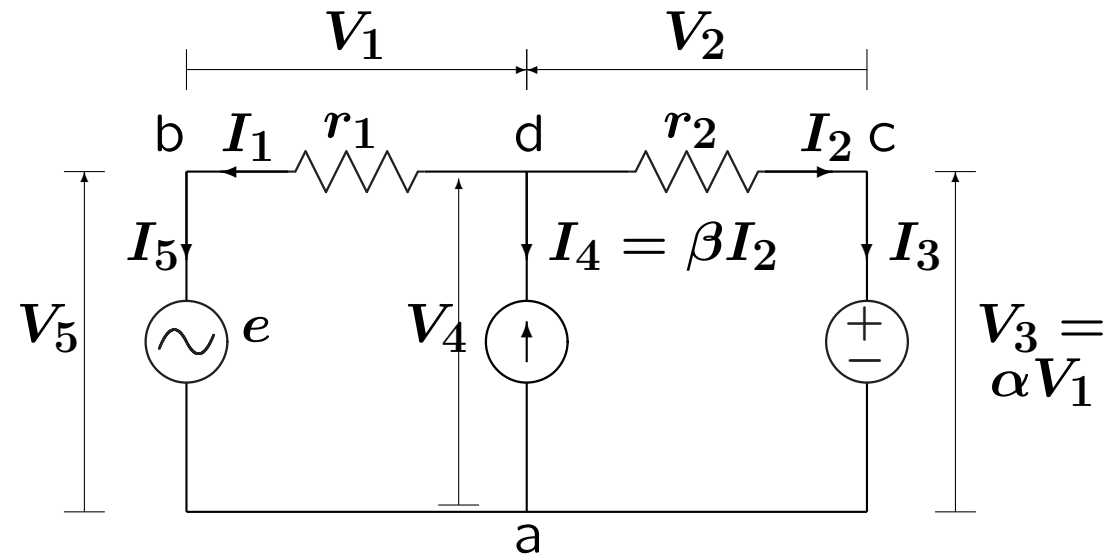 V₁ V₂
b I₁ r₁ d r₂ I₂ c
I₅ I₄ = βI₂ I₃
V₅ e V₄ + − V₃ =
αV₁
a